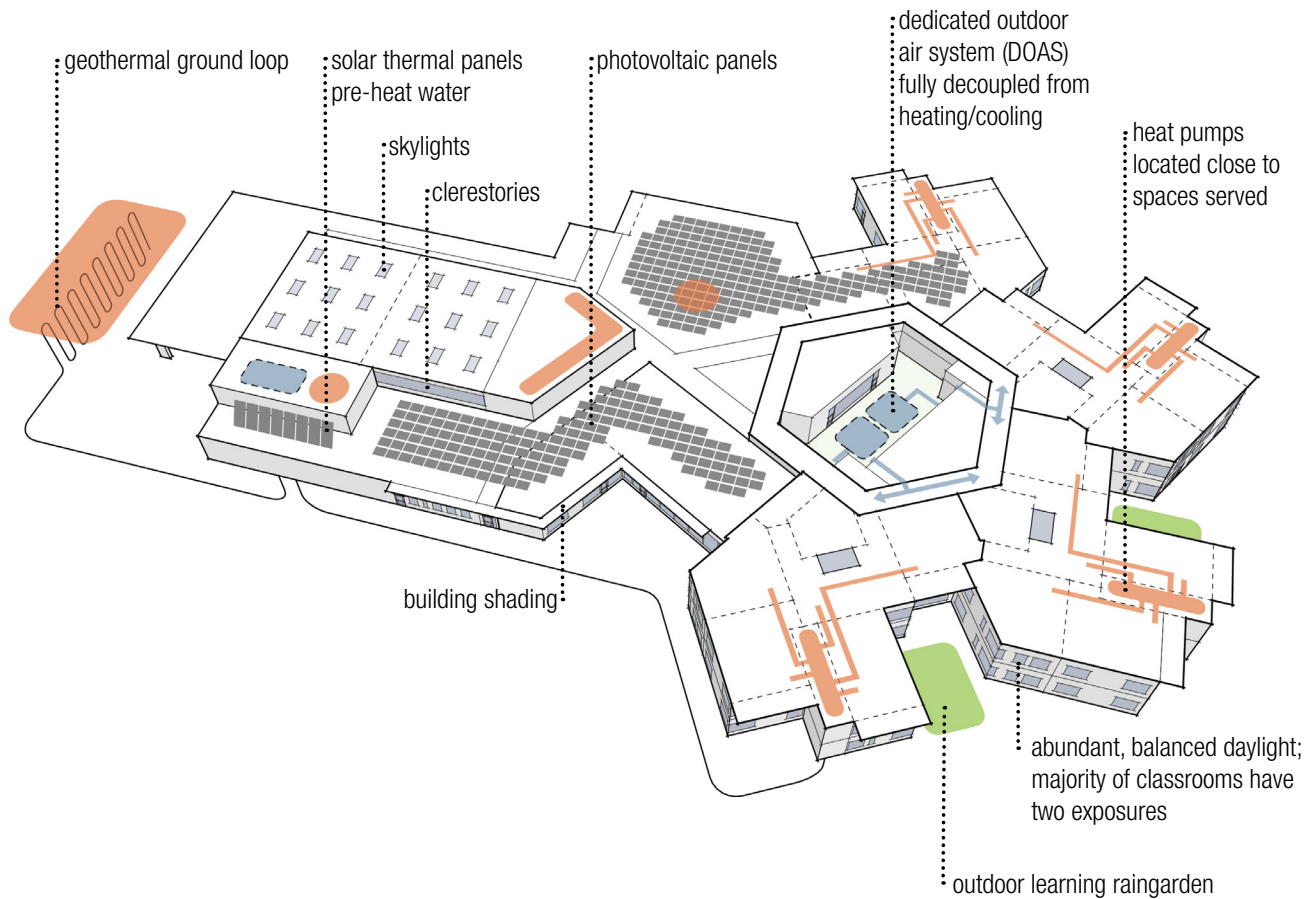 dedicated outdoor
air system (DOAS)
fully decoupled from
heating/cooling
geothermal ground loop
solar thermal panels
pre-heat water
photovoltaic panels
heat pumps
located close to
spaces served
skylights
clerestories
building shading
abundant, balanced daylight;
majority of classrooms have
two exposures
outdoor learning raingarden